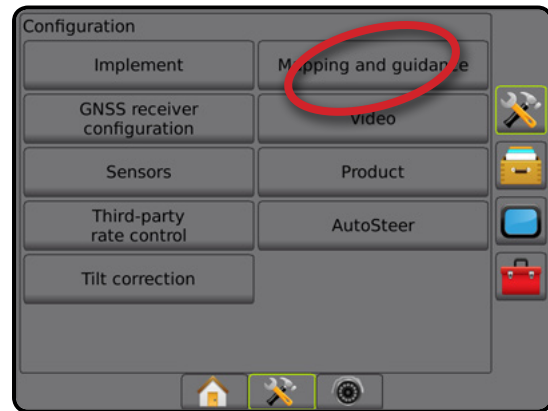 Configuration
Implement
Mapping and guidance
GNSS receiver
configuration
Video
Sensors
Product
Third-party
rate control
AutoSteer
Tilt correction